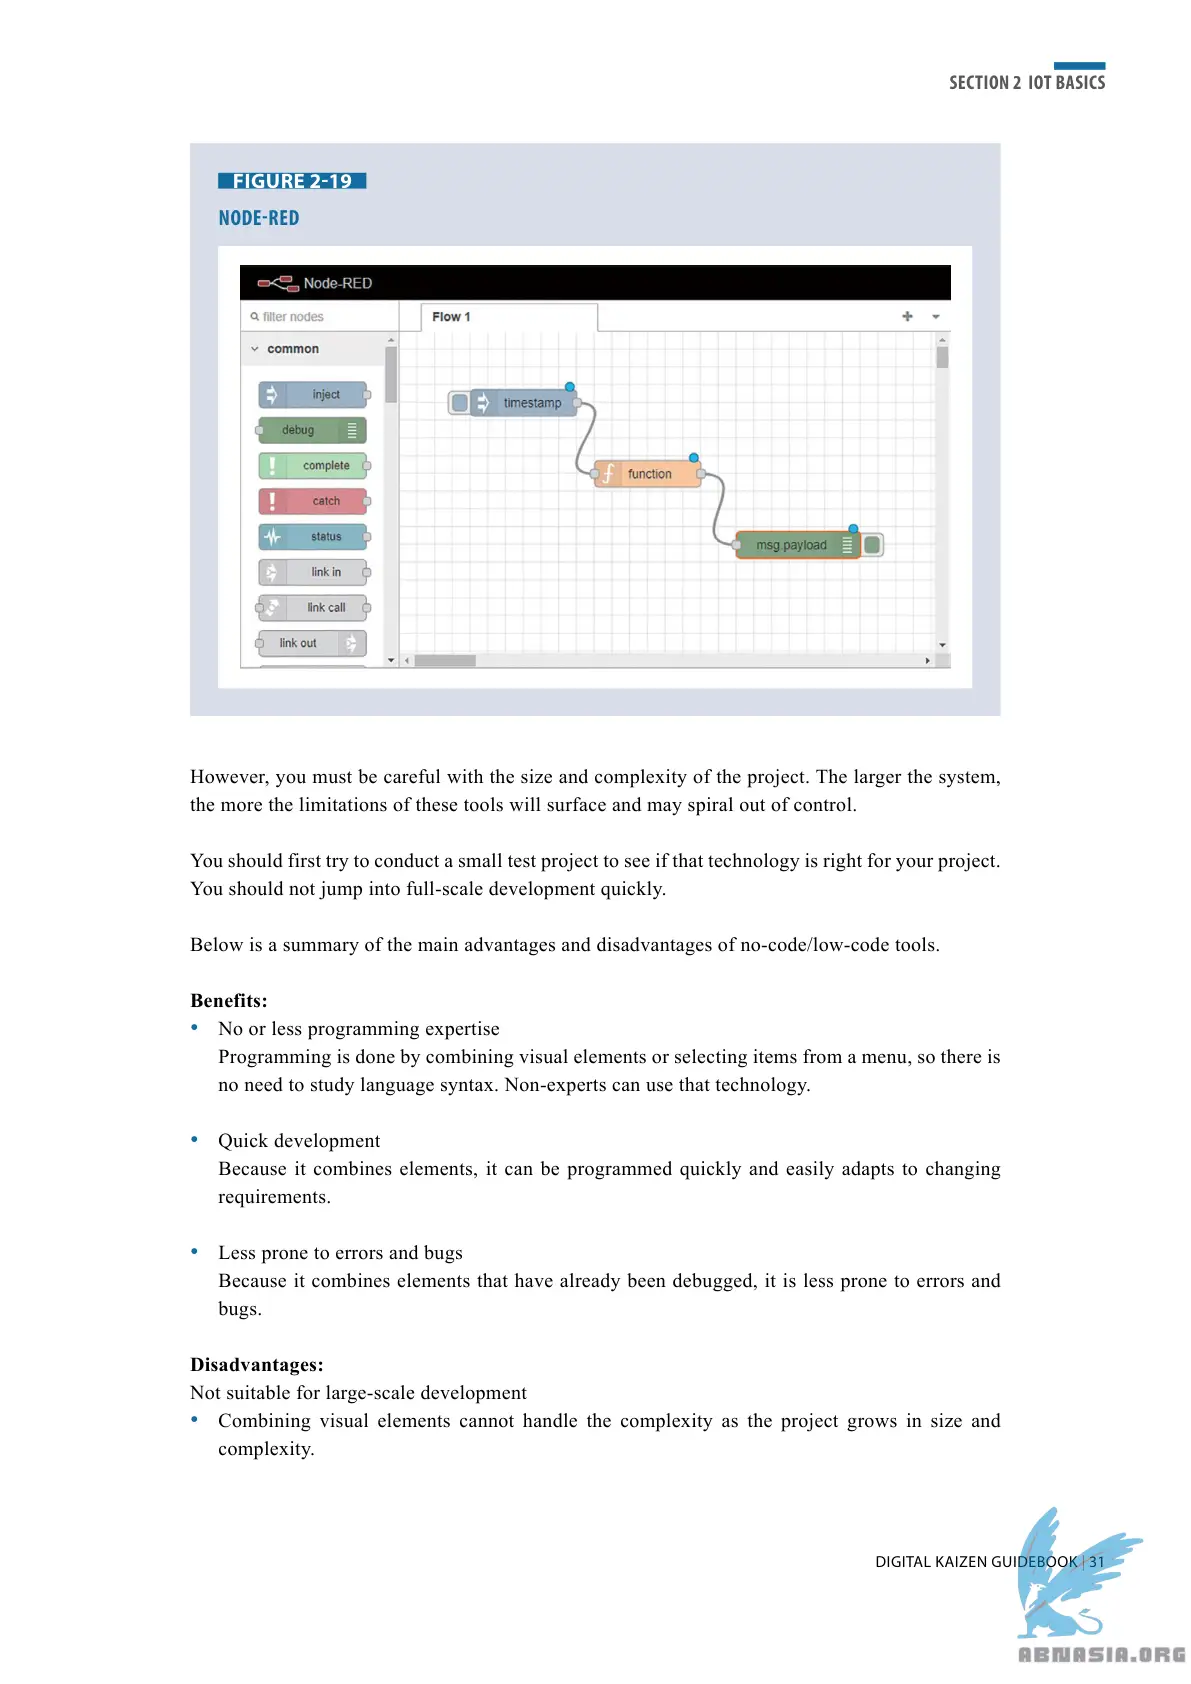 SECTION 2 IOT BASICS
FIGURE 2-19
NODE-RED
Node-RED
filter nodes
Flow 1
common
inject
debug
complete
catch
status
link in
link call
link out
timestamp
function
msg.payload
However, you must be careful with the size and complexity of the project. The larger the system,
the more the limitations of these tools will surface and may spiral out of control.
You should first try to conduct a small test project to see if that technology is right for your project.
You should not jump into full-scale development quickly.
Below is a summary of the main advantages and disadvantages of no-code/low-code tools.
Benefits:
• No or less programming expertise
Programming is done by combining visual elements or selecting items from a menu, so there is
no need to study language syntax. Non-experts can use that technology.
• Quick development
Because it combines elements, it can be programmed quickly and easily adapts to changing
requirements.
• Less prone to errors and bugs
Because it combines elements that have already been debugged, it is less prone to errors and
bugs.
Disadvantages:
Not suitable for large-scale development
• Combining visual elements cannot handle the complexity as the project grows in size and
complexity.
DIGITAL KAIZEN GUIDEBOOK | 31
ABNASIA.ORG